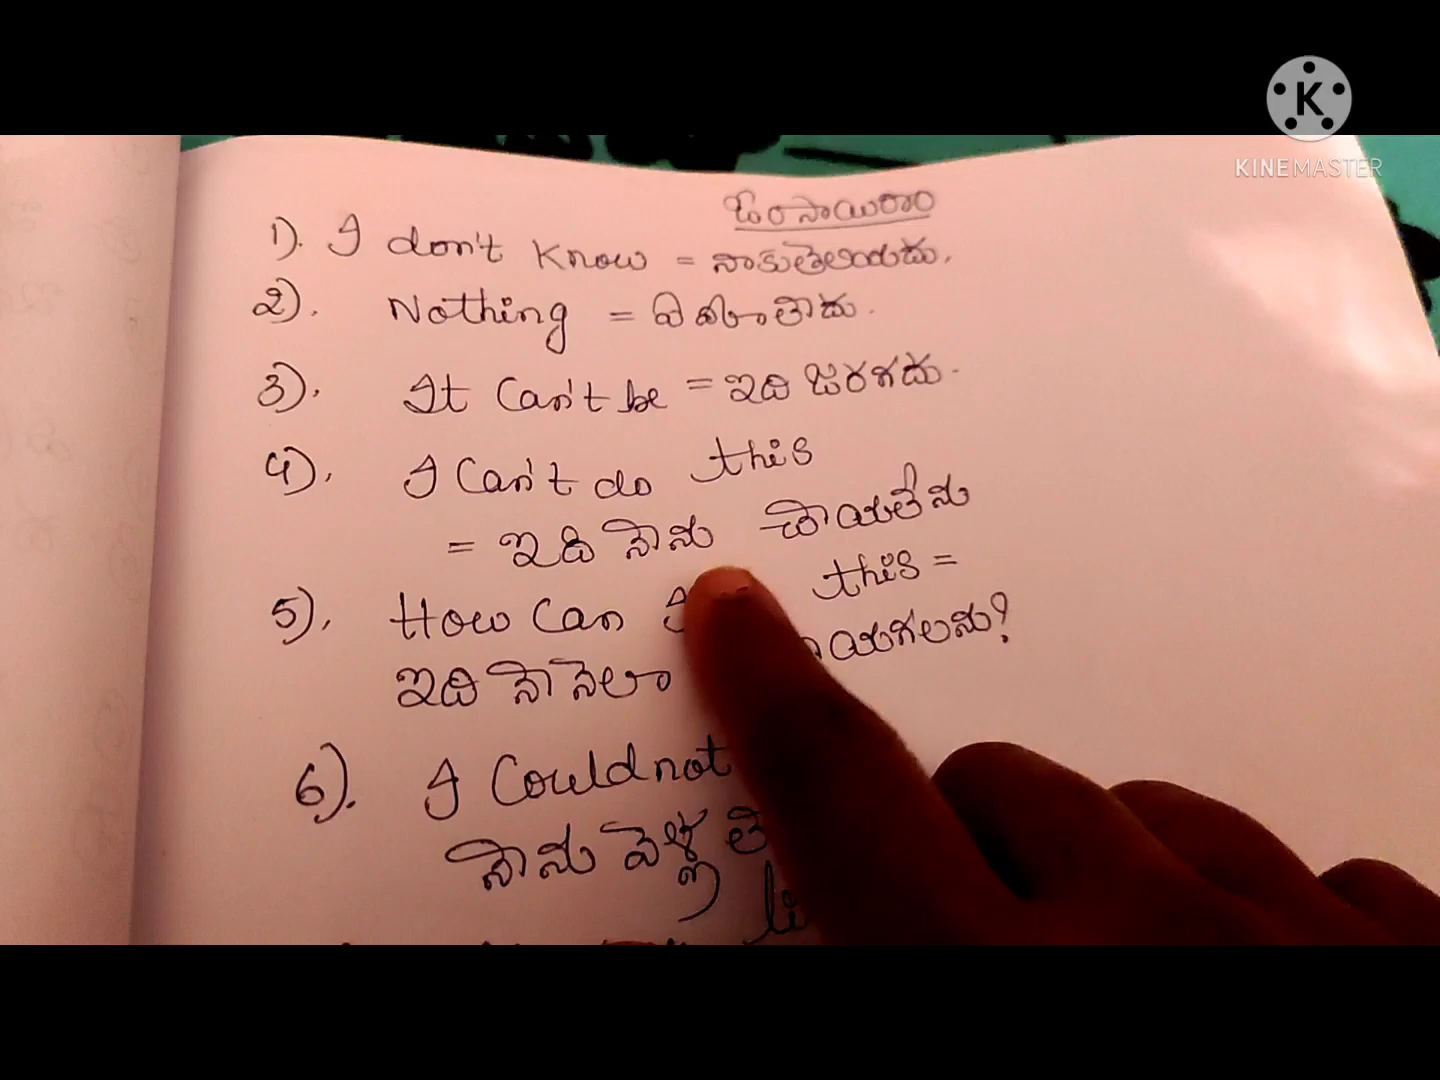 KINEMASTER
ఓం సాయిరాం
1). I don't know = నాకు తెలియదు.
2). Nothing = ఏమీ కాదు.
3). It can't be = ఇది జరగదు.
4). I can't do this
= ఇది నేను చేయలేను
5). How can I this =
ఇది నేనెలా చేయగలను?
6). I Could not
నేను వెళ్ళ